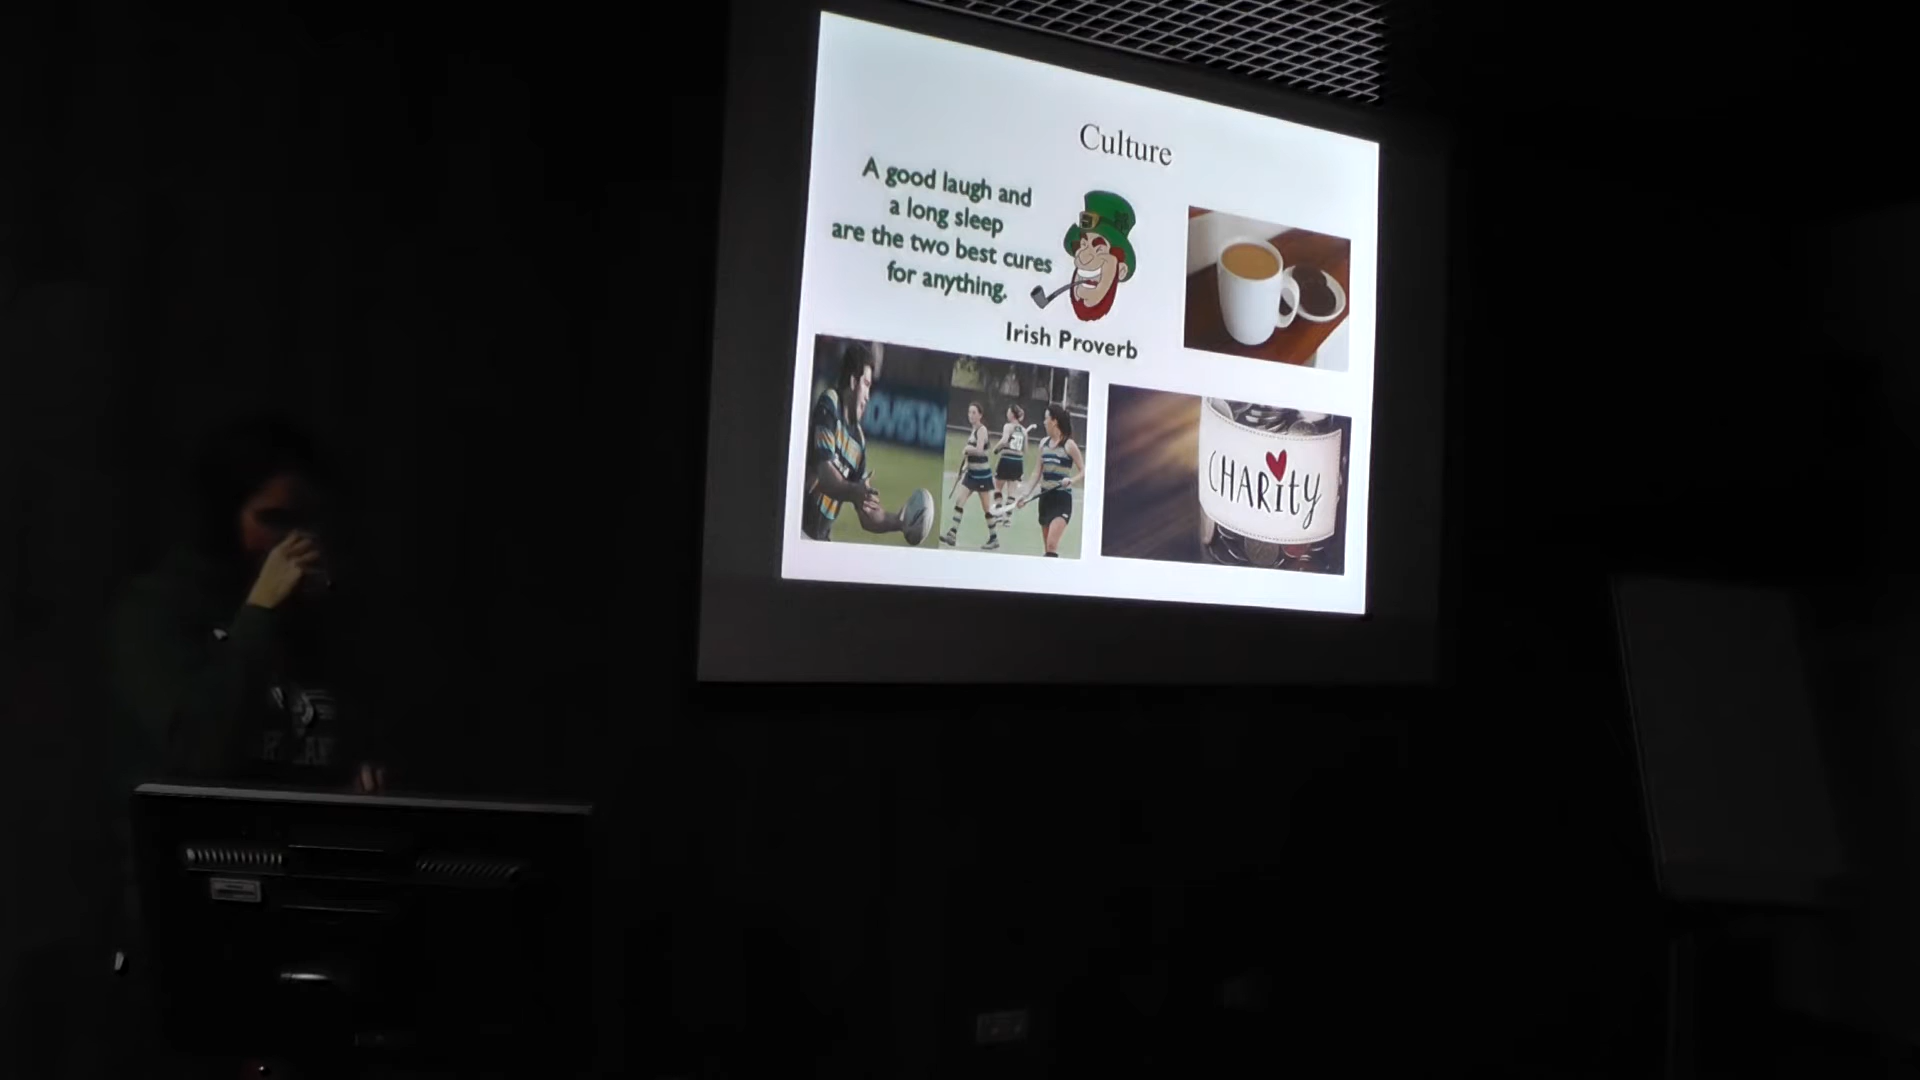 Culture
A good laugh and
a long sleep
are the two best cures
for anything.
Irish Proverb
CHARity